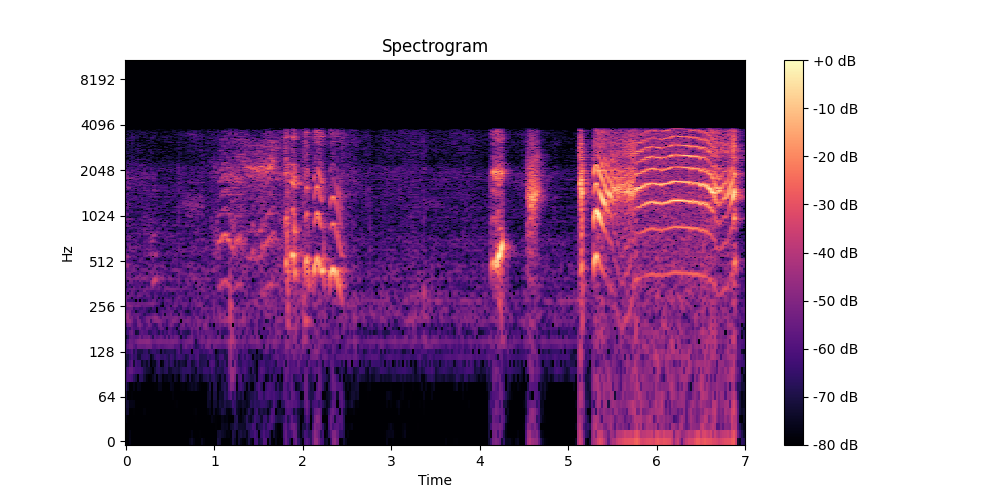 Spectrogram
Hz
8192
4096
2048
1024
512
256
128
64
0
0 1 2 3 4 5 6 7
Time
+0 dB
-10 dB
-20 dB
-30 dB
-40 dB
-50 dB
-60 dB
-70 dB
-80 dB